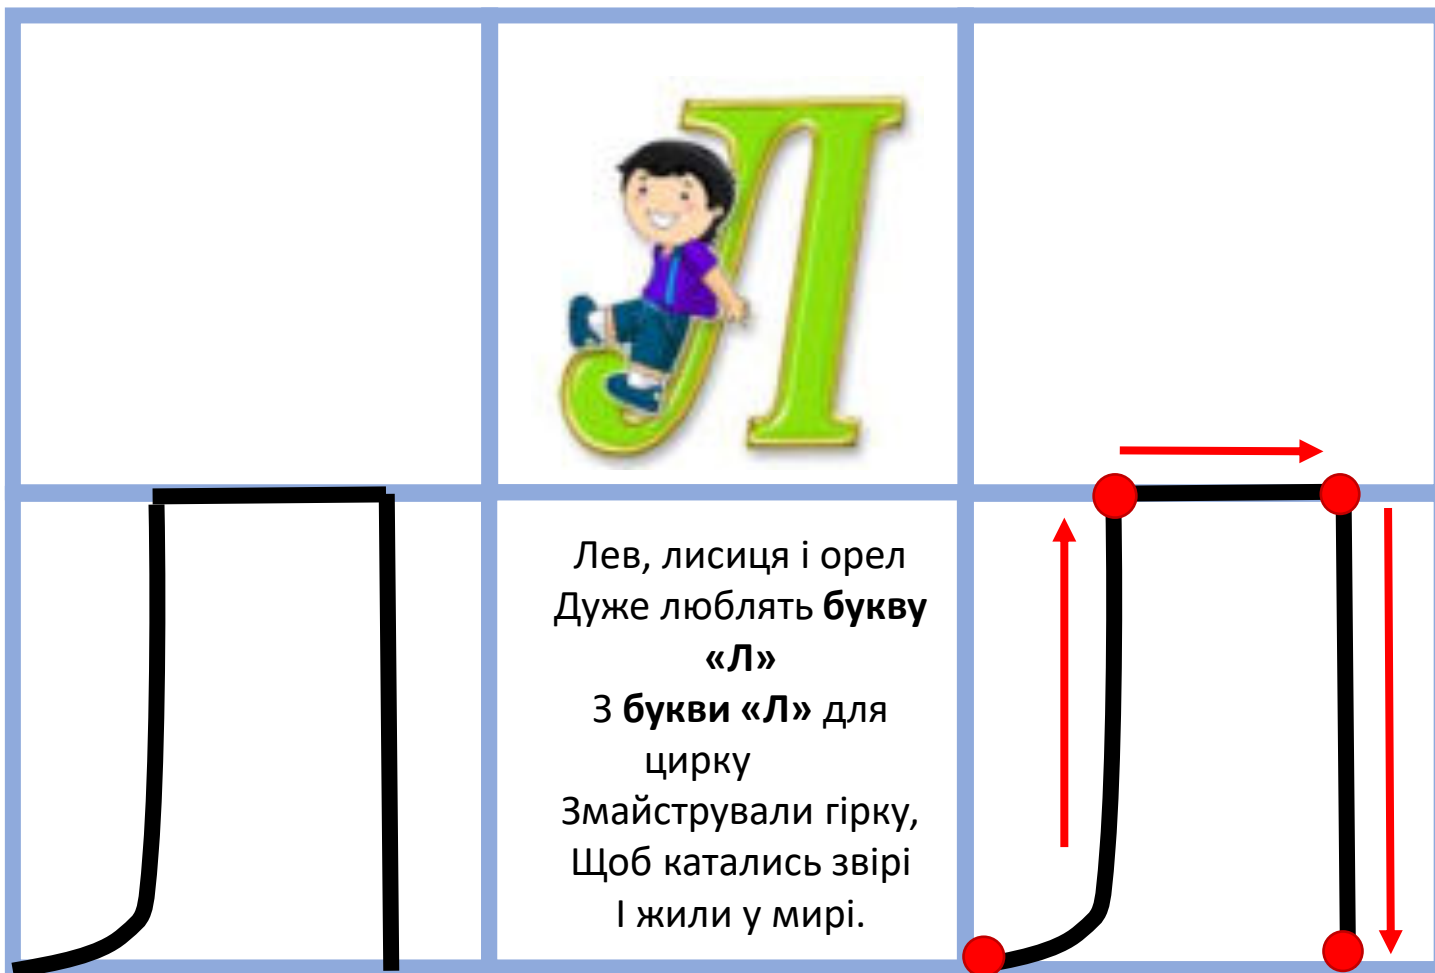 Л
Лев, лисиця і орел
Дуже люблять букву
«Л»
З букви «Л» для
цирку
Змайстрували гірку,
Щоб катались звірі
І жили у мирі.
Л
Л